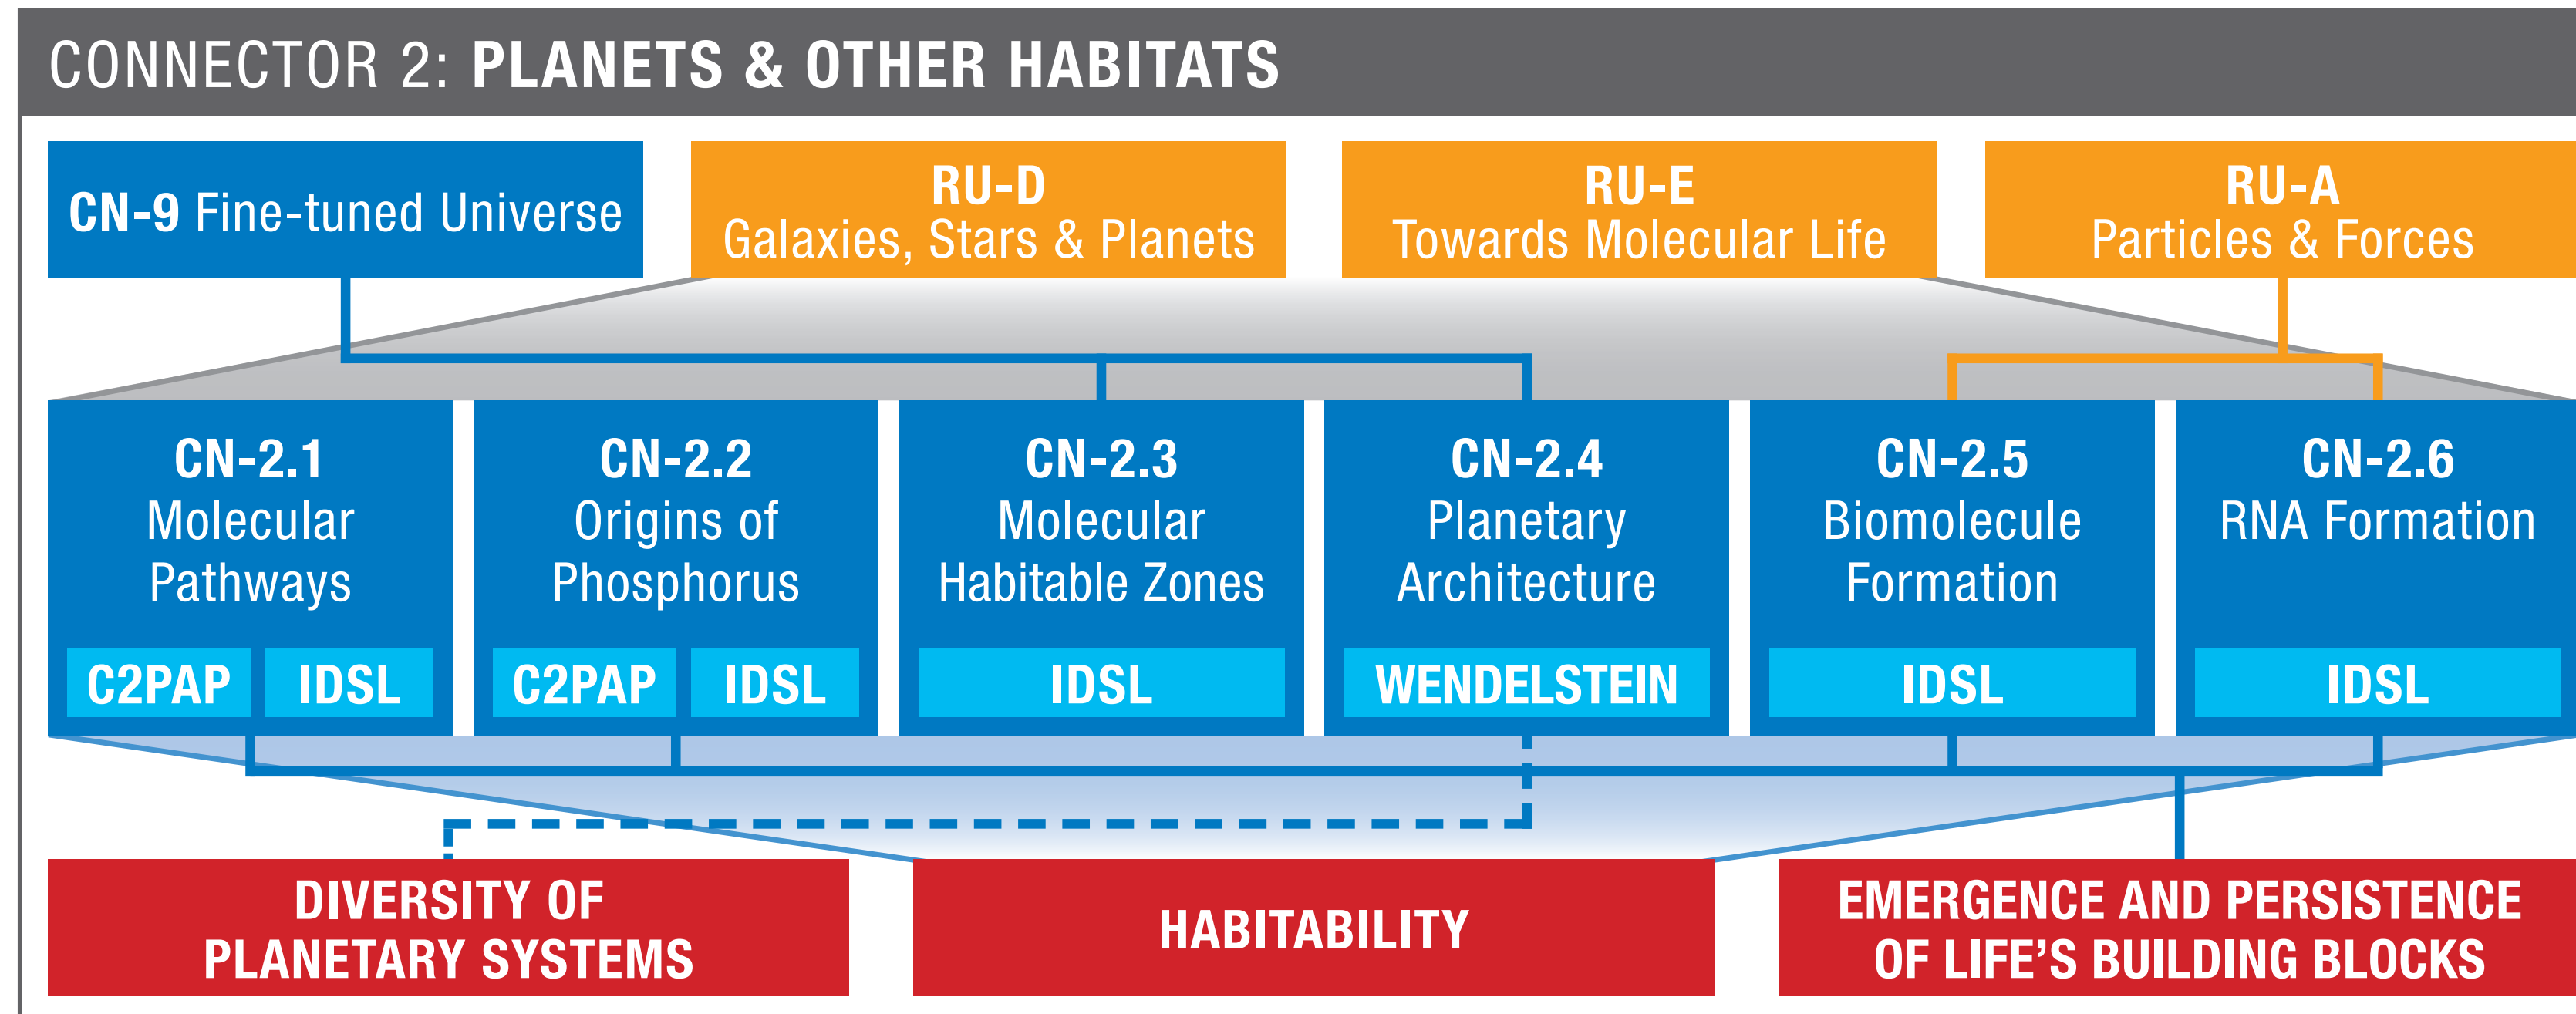 CONNECTOR 2: PLANETS & OTHER HABITATS
CN-9 Fine-tuned Universe
RU-D
Galaxies, Stars & Planets
RU-E
Towards Molecular Life
RU-A
Particles & Forces
CN-2.1
Molecular
Pathways
C2PAP
IDSL
CN-2.2
Origins of
Phosphorus
C2PAP
IDSL
CN-2.3
Molecular
Habitable Zones
IDSL
CN-2.4
Planetary
Architecture
WENDELSTEIN
CN-2.5
Biomolecule
Formation
IDSL
CN-2.6
RNA Formation
IDSL
DIVERSITY OF
PLANETARY SYSTEMS
HABITABILITY
EMERGENCE AND PERSISTENCE
OF LIFE’S BUILDING BLOCKS